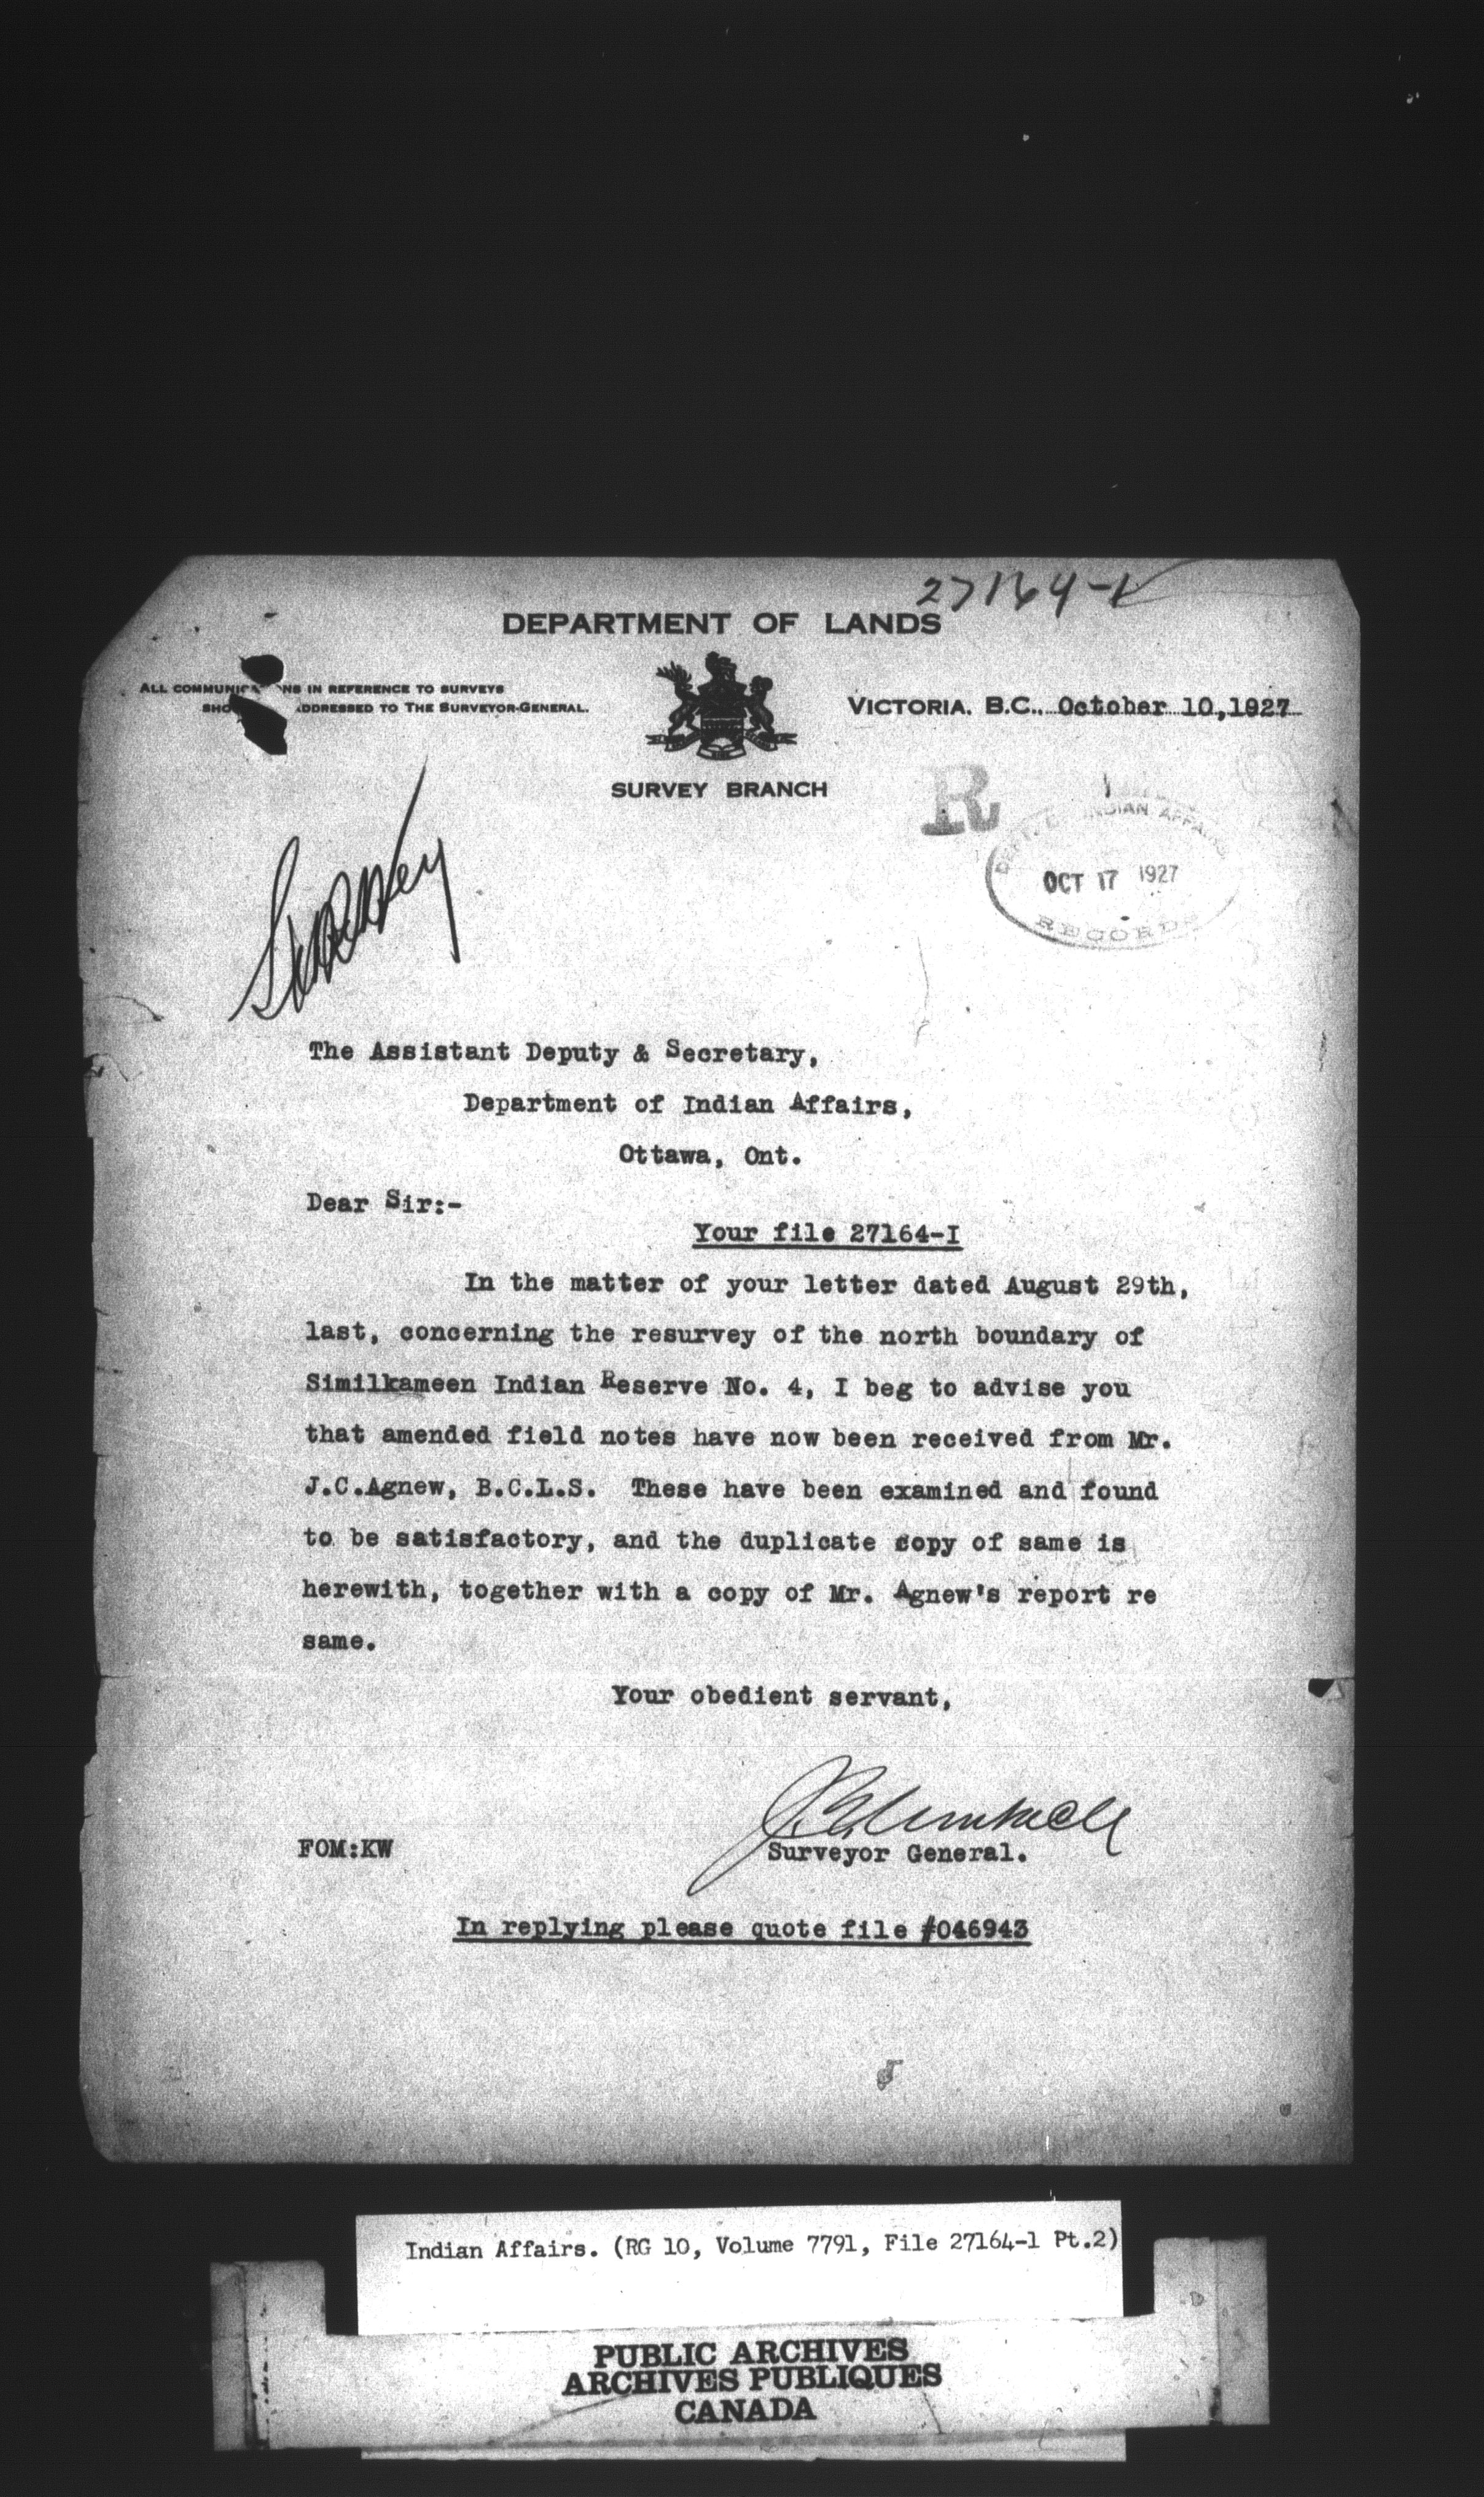 27164-1
DEPARTMENT OF LANDS
ALL COMMUNICATIONS IN REFERENCE TO SURVEYS
SHO ADDRESSED TO THE SURVEYOR-GENERAL.
VICTORIA, B.C., October 10,1927
SURVEY BRANCH
R
DEPT. INDIAN AFFAIRS
OCT 17 1927
RECORDS
Survey
The Assistant Deputy & Secretary,
Department of Indian Affairs,
Ottawa, Ont.
Dear Sir:-
Your file 27164-I
In the matter of your letter dated August 29th,
last, concerning the resurvey of the north boundary of
Similkameen Indian Reserve No. 4, I beg to advise you
that amended field notes have now been received from Mr.
J.C.Agnew, B.C.L.S. These have been examined and found
to be satisfactory, and the duplicate copy of same is
herewith, together with a copy of Mr. Agnew's report re
same.
Your obedient servant,
Surveyor General.
FOM:KW
In replying please quote file #046943
Indian Affairs. (RG 10, Volume 7791, File 27164-1 Pt.2)
PUBLIC ARCHIVES
ARCHIVES PUBLIQUES
CANADA